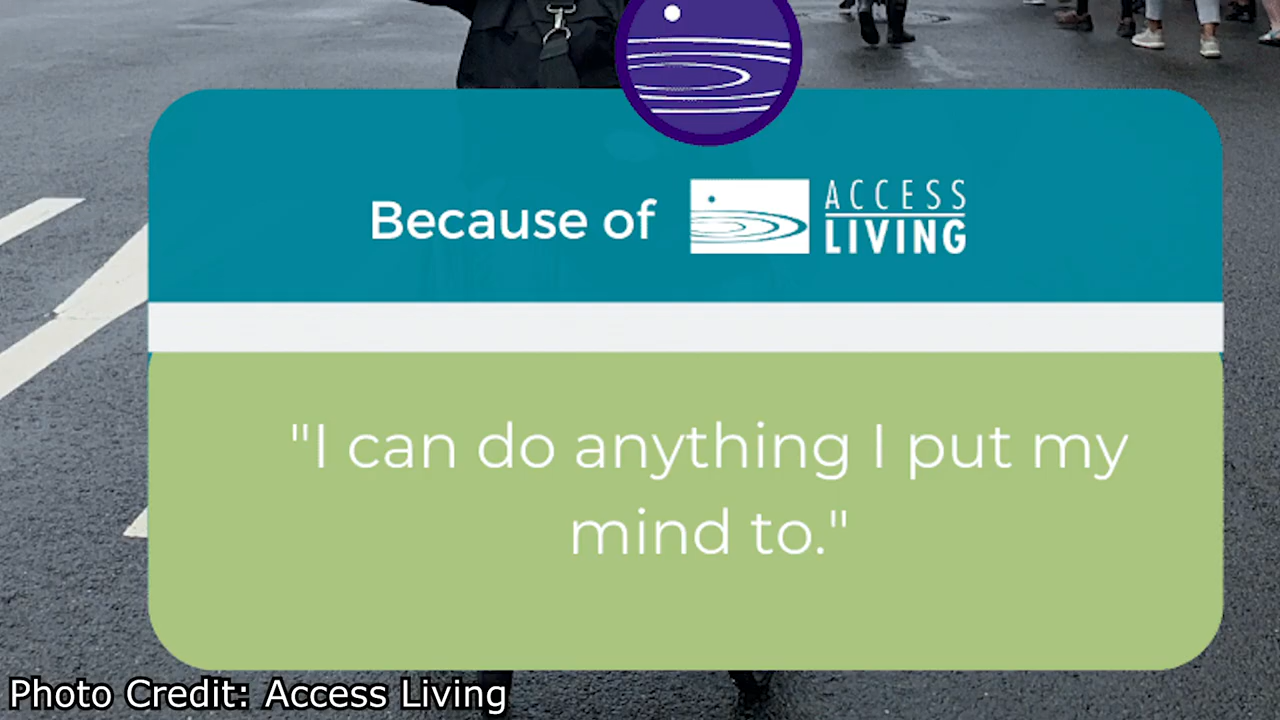 Because of ACCESS
LIVING
"I can do anything I put my
mind to."
Photo Credit: Access Living